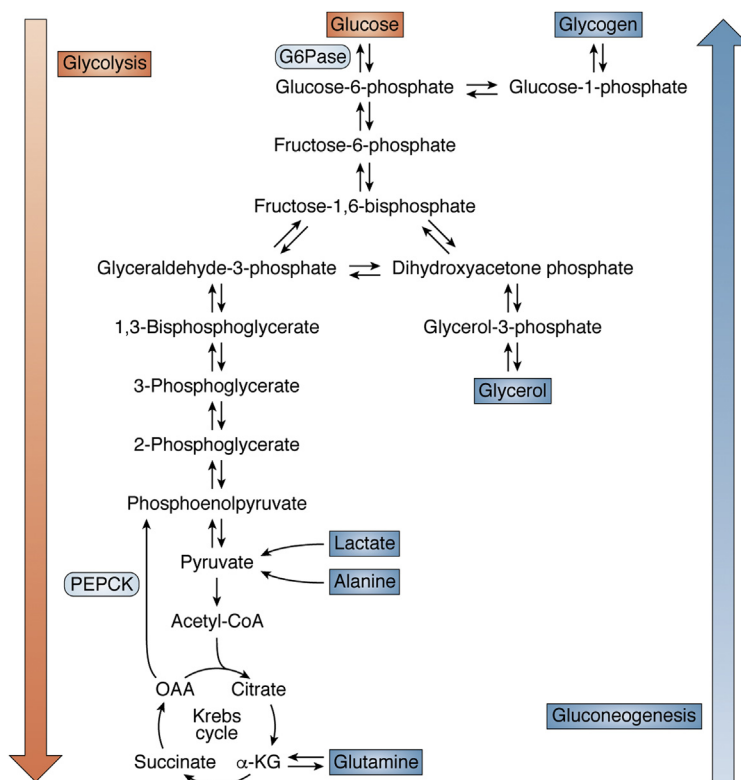 Glucose
Glycogen
Glycolysis
G6Pase
Glucose-6-phosphate
Glucose-1-phosphate
Fructose-6-phosphate
Fructose-1,6-bisphosphate
Glyceraldehyde-3-phosphate
Dihydroxyacetone phosphate
1,3-Bisphosphoglycerate
Glycerol-3-phosphate
3-Phosphoglycerate
Glycerol
2-Phosphoglycerate
Phosphoenolpyruvate
Lactate
Pyruvate
Alanine
PEPCK
Acetyl-CoA
OAA
Citrate
Krebs
cycle
Gluconeogenesis
Succinate
α-KG
Glutamine